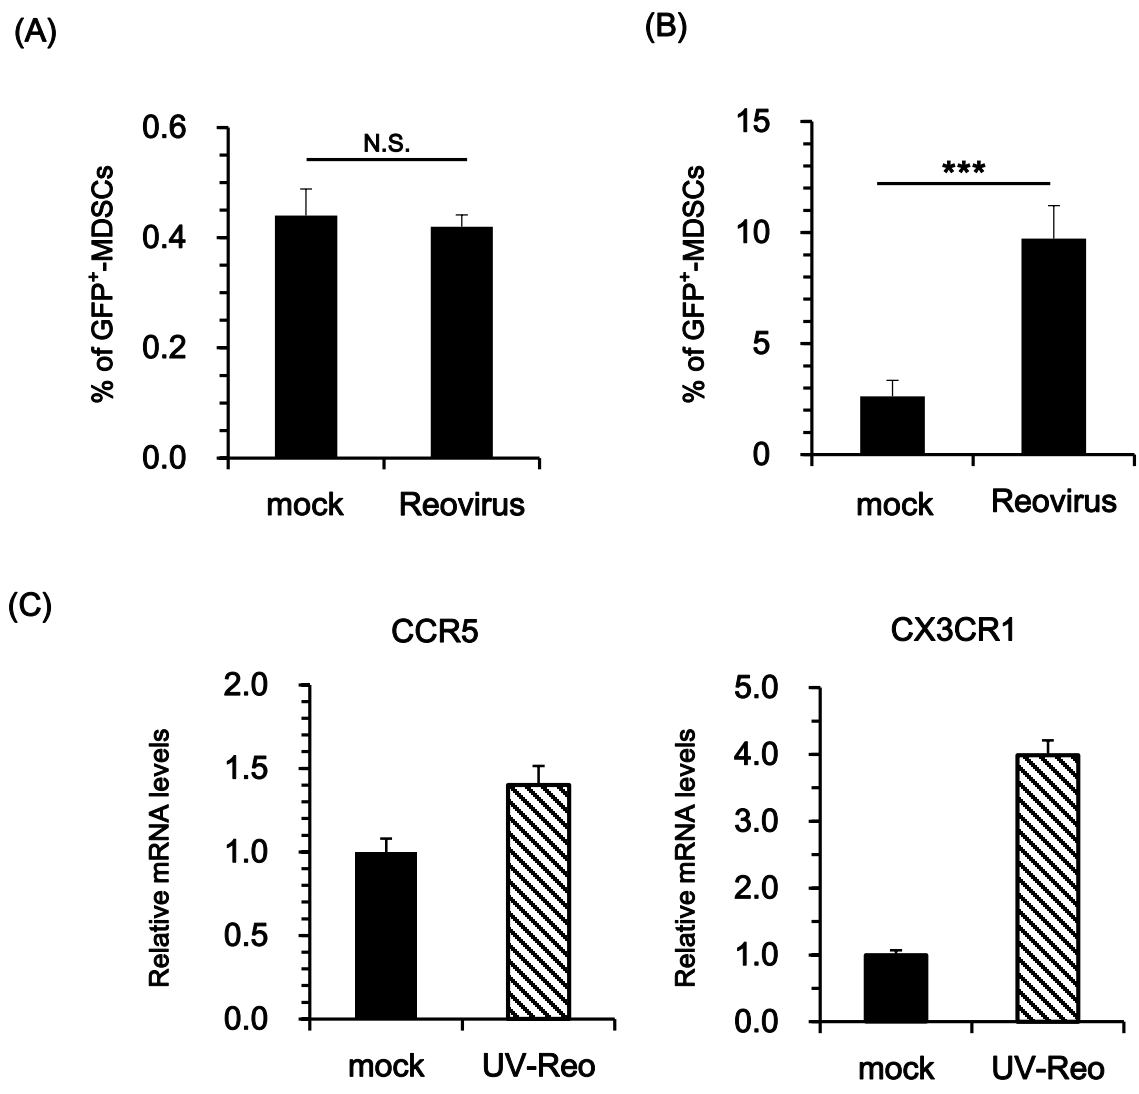 (A)
% of GFP⁺-MDSCs
0.6
0.4
0.2
0.0
N.S.
mock Reovirus
(B)
% of GFP⁺-MDSCs
15
10
5
0
***
mock Reovirus
(C)
CCR5
Relative mRNA levels
2.0
1.5
1.0
0.5
0.0
mock UV-Reo
CX3CR1
Relative mRNA levels
5.0
4.0
3.0
2.0
1.0
0.0
mock UV-Reo